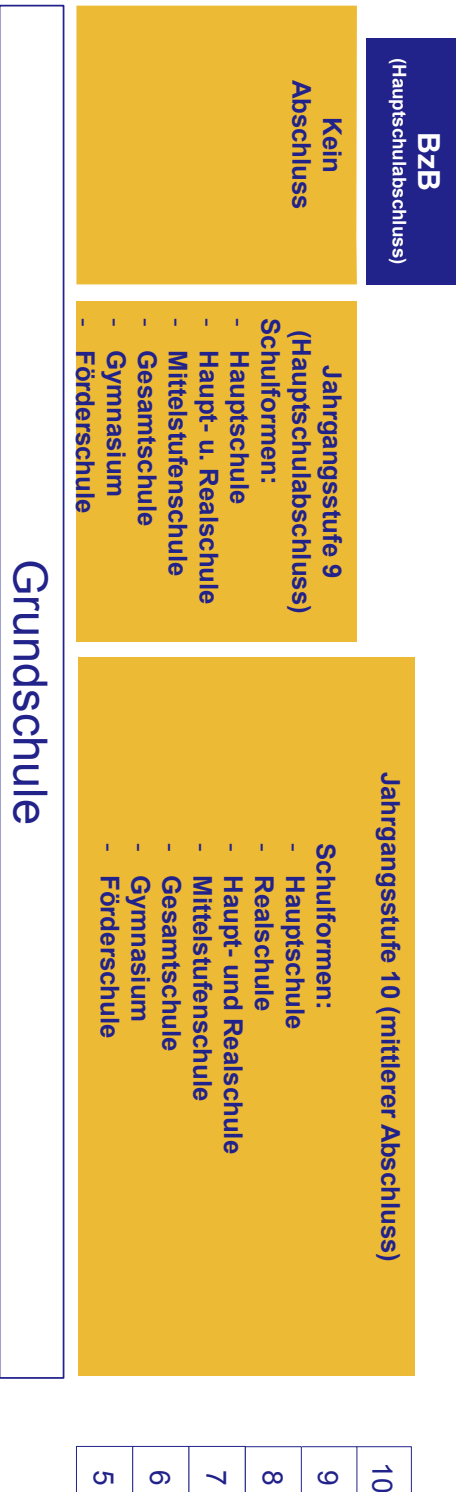 BzB
(Hauptschulabschluss)
Kein
Abschluss
Jahrgangsstufe 9
(Hauptschulabschluss)
Schulformen:
- Hauptschule
- Haupt- u. Realschule
- Mittelstufenschule
- Gesamtschule
- Gymnasium
- Förderschule
Jahrgangsstufe 10 (mittlerer Abschluss)
Schulformen:
- Hauptschule
- Realschule
- Haupt- und Realschule
- Mittelstufenschule
- Gesamtschule
- Gymnasium
- Förderschule
10
9
8
7
6
5
Grundschule